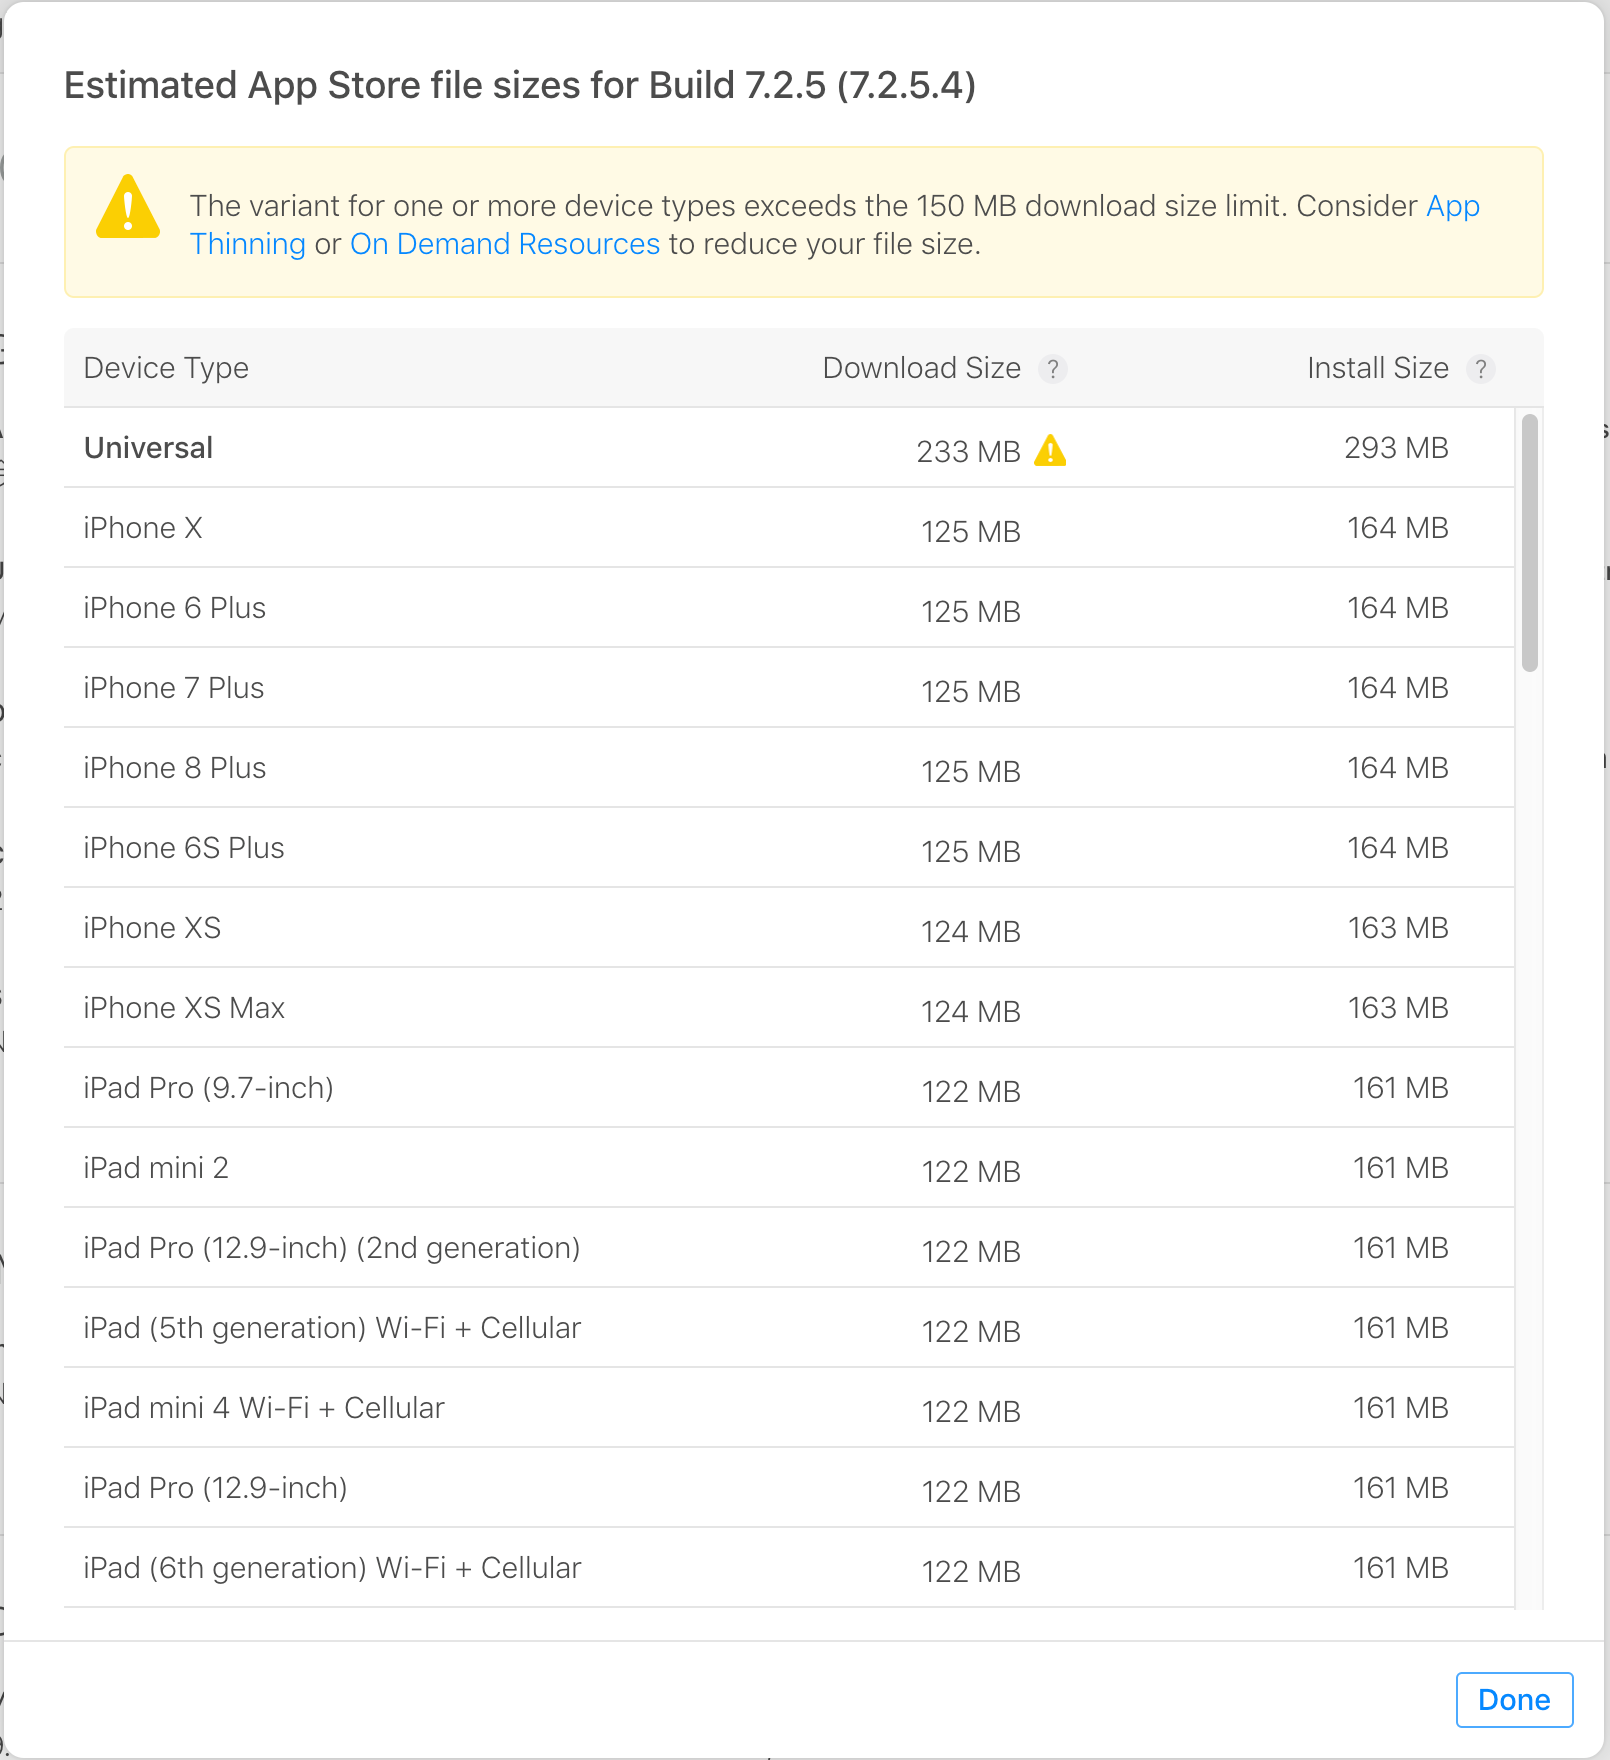 Estimated App Store file sizes for Build 7.2.5 (7.2.5.4)
The variant for one or more device types exceeds the 150 MB download size limit. Consider App
Thinning or On Demand Resources to reduce your file size.
Device Type Download Size ? Install Size ?
Universal 233 MB 293 MB
iPhone X 125 MB 164 MB
iPhone 6 Plus 125 MB 164 MB
iPhone 7 Plus 125 MB 164 MB
iPhone 8 Plus 125 MB 164 MB
iPhone 6S Plus 125 MB 164 MB
iPhone XS 124 MB 163 MB
iPhone XS Max 124 MB 163 MB
iPad Pro (9.7-inch) 122 MB 161 MB
iPad mini 2 122 MB 161 MB
iPad Pro (12.9-inch) (2nd generation) 122 MB 161 MB
iPad (5th generation) Wi-Fi + Cellular 122 MB 161 MB
iPad mini 4 Wi-Fi + Cellular 122 MB 161 MB
iPad Pro (12.9-inch) 122 MB 161 MB
iPad (6th generation) Wi-Fi + Cellular 122 MB 161 MB
Done